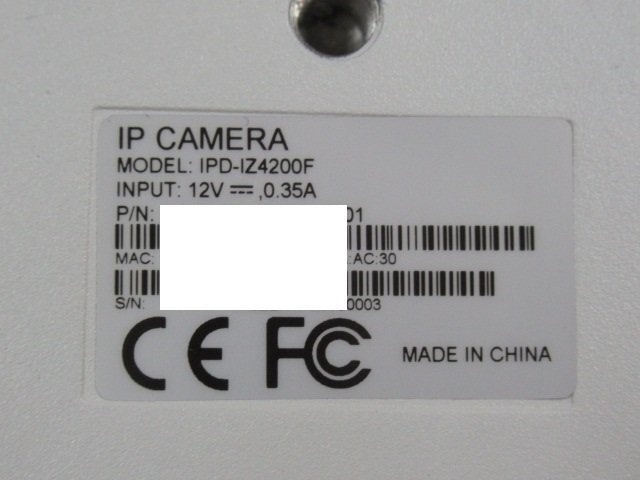 IP CAMERA
MODEL: IPD-IZ4200F
INPUT: 12V ⎓ ,0.35A
P/N: 01
MAC: :AC:30
S/N: 0003
CE FC
MADE IN CHINA